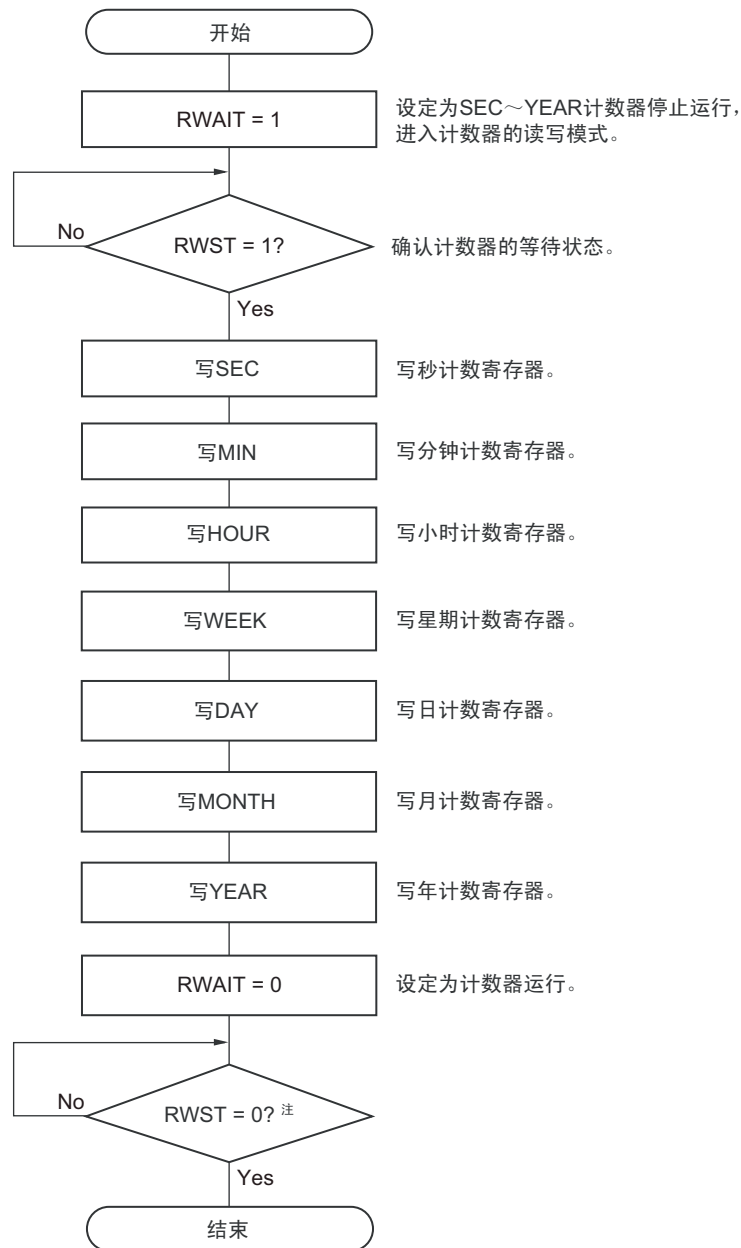 开始
RWAIT = 1
设定为SEC～YEAR计数器停止运行，
进入计数器的读写模式。
No
RWST = 1?
确认计数器的等待状态。
Yes
写SEC
写秒计数寄存器。
写MIN
写分钟计数寄存器。
写HOUR
写小时计数寄存器。
写WEEK
写星期计数寄存器。
写DAY
写日计数寄存器。
写MONTH
写月计数寄存器。
写YEAR
写年计数寄存器。
RWAIT = 0
设定为计数器运行。
No
RWST = 0? 注
Yes
结束